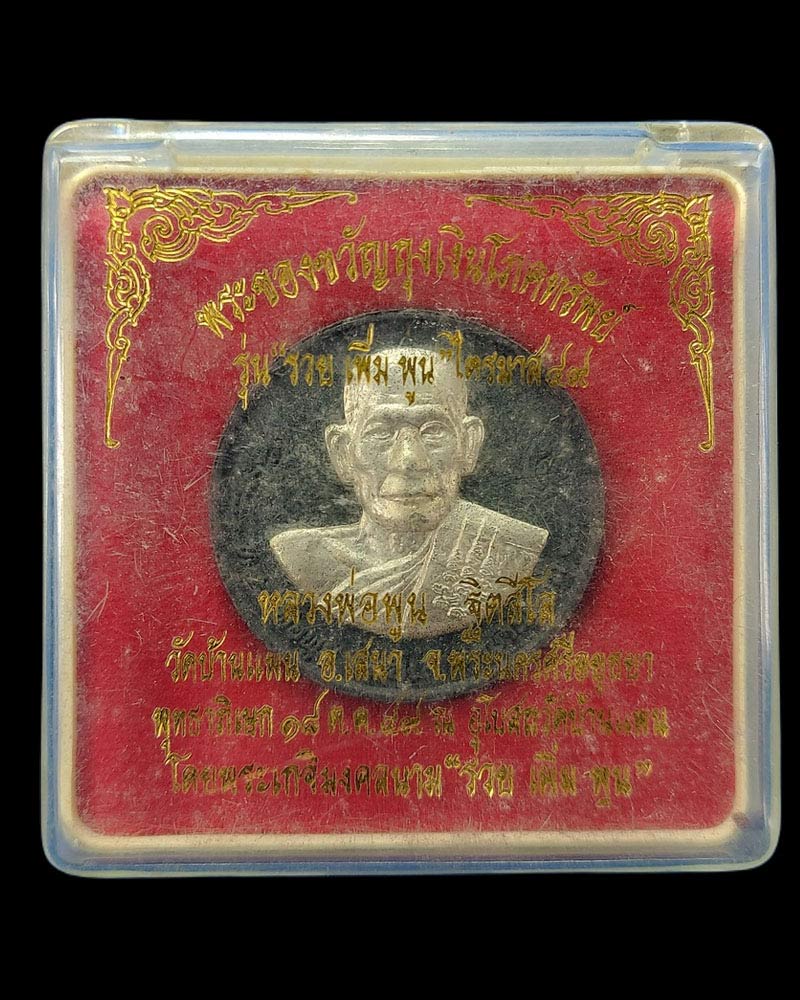 พระของขวัญถุงเงินโภคทรัพย์
รุ่น "รวย เพิ่ม พูน" ไตรมาส ๔๙
หลวงพ่อพูน ฐิตสีโล
วัดบ้านแพน อ.เสนา จ.พระนครศรีอยุธยา
พุทธาภิเษก ๑๘ ต.ค. ๔๙ ณ อุโบสถวัดบ้านแพน
โดยพระเกจิมงคลนาม "รวย เพิ่ม พูน"